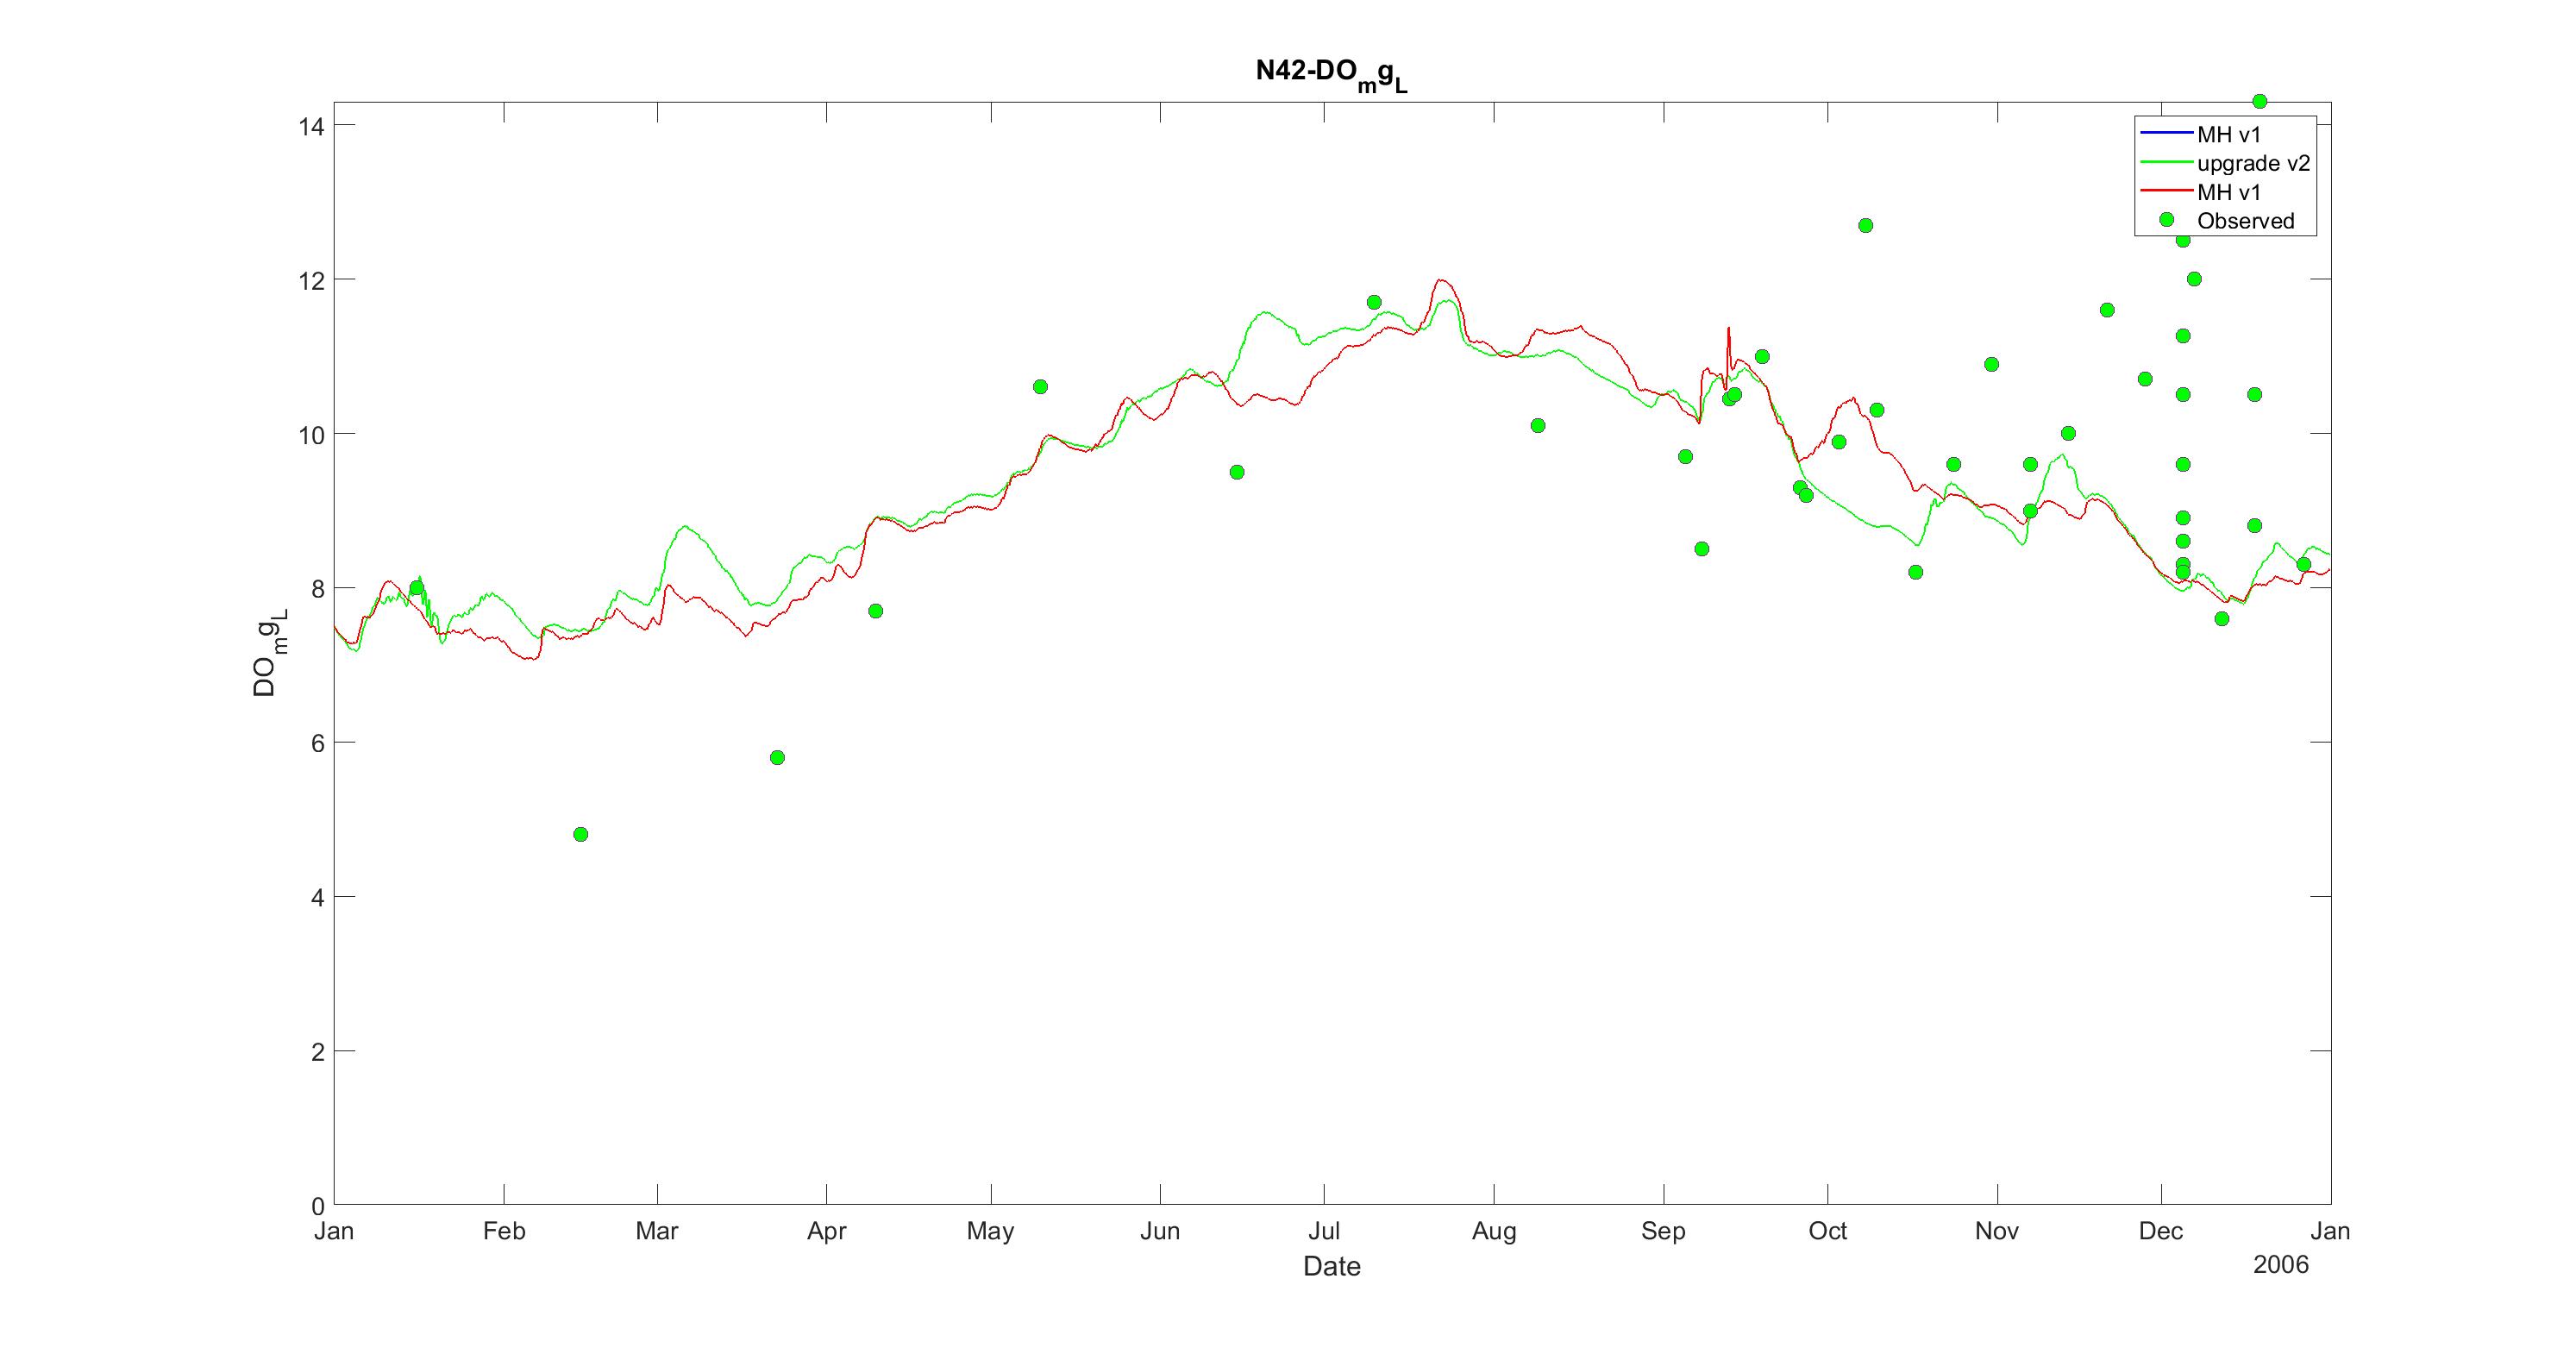 N42-DOmgL
14
12
10
8
6
4
2
0
DOmgL
MH v1
upgrade v2
MH v1
Observed
Jan Feb Mar Apr May Jun Jul Aug Sep Oct Nov Dec Jan
Date
2006